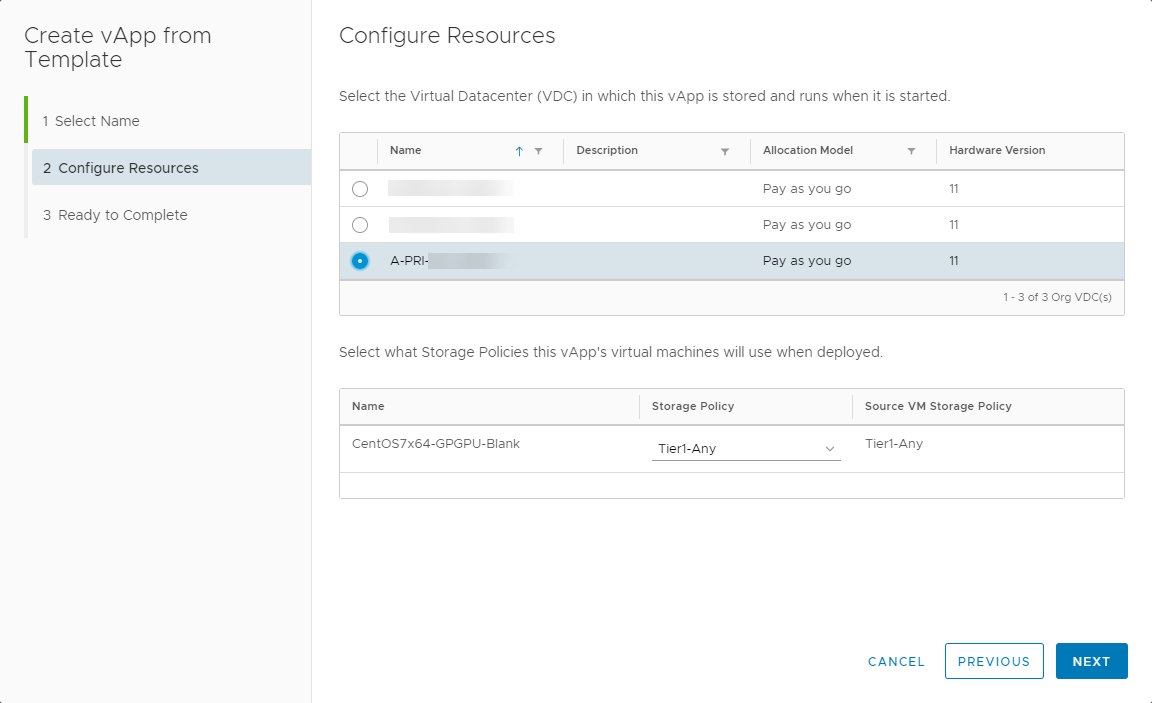 Create vApp from
Template
1 Select Name
2 Configure Resources
3 Ready to Complete
Configure Resources
Select the Virtual Datacenter (VDC) in which this vApp is stored and runs when it is started.
Name Description Allocation Model Hardware Version
Pay as you go 11
Pay as you go 11
A-PRI- Pay as you go 11
1 - 3 of 3 Org VDC(s)
Select what Storage Policies this vApp's virtual machines will use when deployed.
Name Storage Policy Source VM Storage Policy
CentOS7x64-GPGPU-Blank Tier1-Any Tier1-Any
CANCEL PREVIOUS NEXT